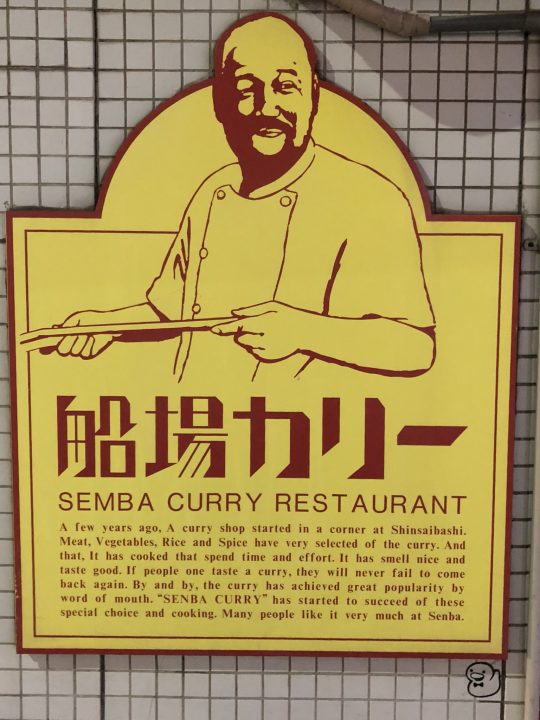 船場カリー
SEMBA CURRY RESTAURANT
A few years ago, A curry shop started in a corner at Shinsaibashi.
Meat, Vegetables, Rice and Spice have very selected of the curry. And
that, It has cooked that spend time and effort. It has smell nice and
taste good. If people one taste a curry, they will never fail to come
back again. By and by, the curry has achieved great popularity by
word of mouth. “SENBA CURRY” has started to succeed of these
special choice and cooking. Many people like it very much at Senba.